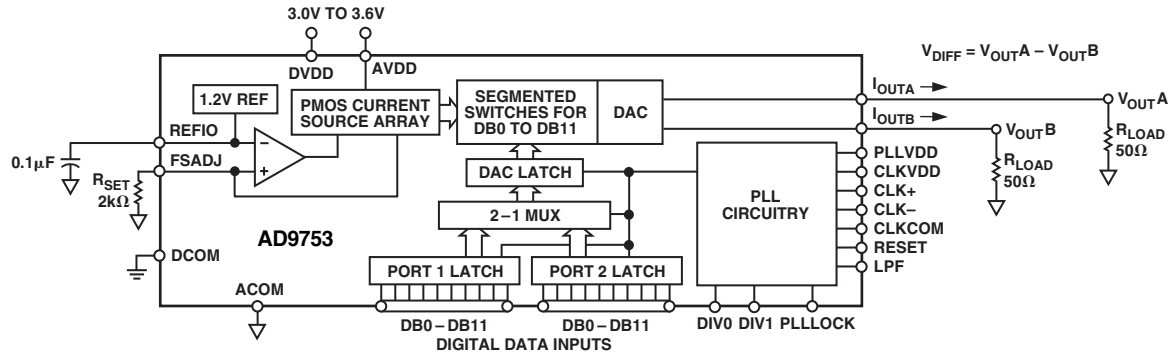 3.0V TO 3.6V
DVDD
AVDD
V_DIFF = V_OUTA – V_OUTB
1.2V REF
PMOS CURRENT
SOURCE ARRAY
SEGMENTED
SWITCHES FOR
DB0 TO DB11
DAC
I_OUTA
V_OUTA
I_OUTB
V_OUTB
R_LOAD
50Ω
R_LOAD
50Ω
REFIO
0.1µF
FSADJ
R_SET
2kΩ
–
+
DAC LATCH
2–1 MUX
PLL
CIRCUITRY
PLLVDD
CLKVDD
CLK+
CLK–
CLKCOM
RESET
LPF
AD9753
DCOM
ACOM
PORT 1 LATCH
PORT 2 LATCH
DB0–DB11
DB0–DB11
DIV0
DIV1
PLLLOCK
DIGITAL DATA INPUTS